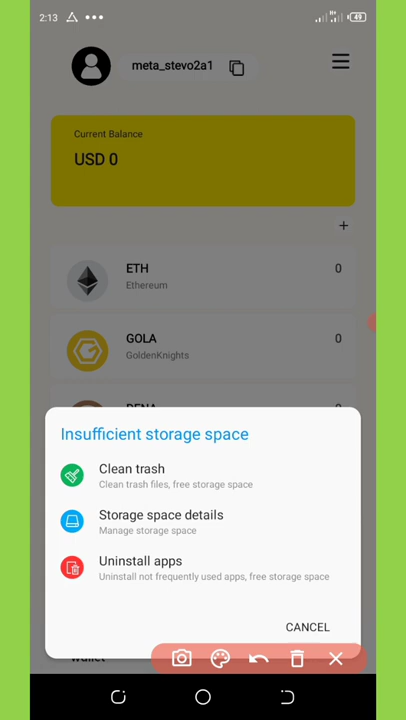 2:13
49
meta_stevo2a1
Current Balance
USD 0
+
ETH 0
Ethereum
GOLA 0
GoldenKnights
Insufficient storage space
Clean trash
Clean trash files, free storage space
Storage space details
Manage storage space
Uninstall apps
Uninstall not frequently used apps, free storage space
CANCEL
Wallet